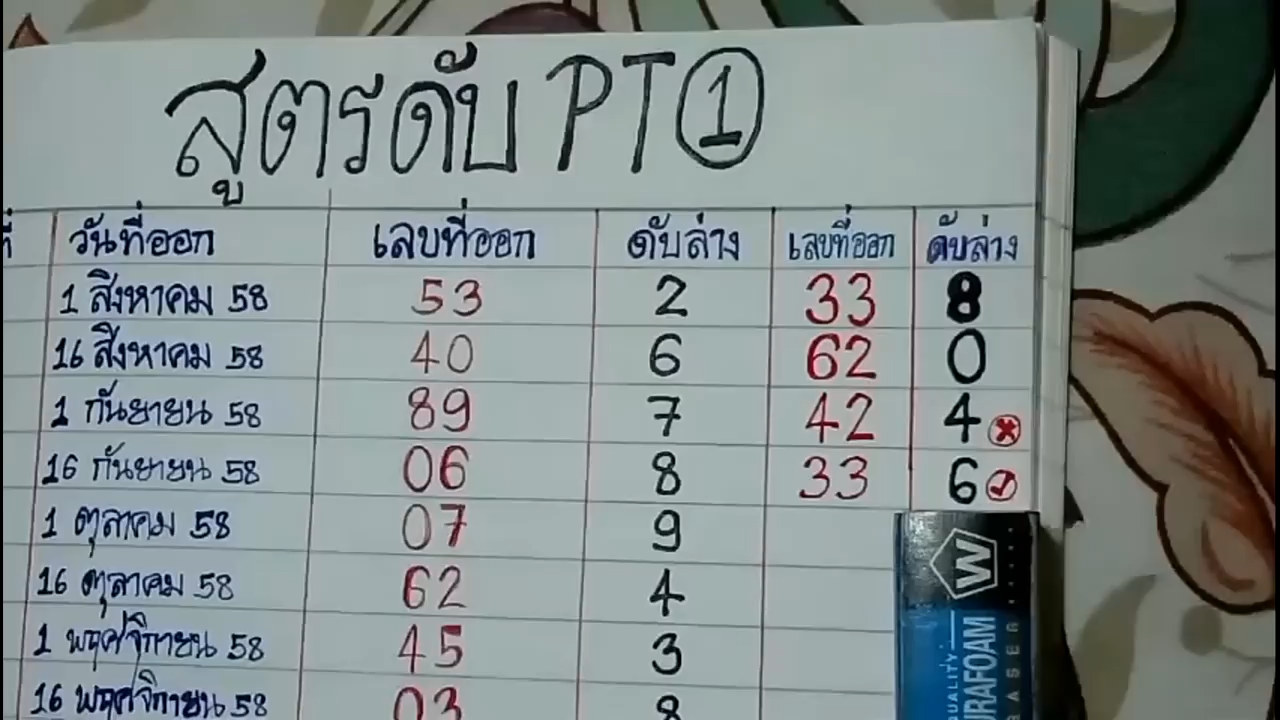 สูตรดับ PT①
ที่ วันที่ออก เลขที่ออก ดับล่าง เลขที่ออก ดับล่าง
1 สิงหาคม 58 53 2 33 8
16 สิงหาคม 58 40 6 62 0
1 กันยายน 58 89 7 42 4
16 กันยายน 58 06 8 33 6
1 ตุลาคม 58 07 9
16 ตุลาคม 58 62 4
1 พฤศจิกายน 58 45 3
16 พฤศจิกายน 58 03 8
W
QUALITY
URAFOAM
RASER